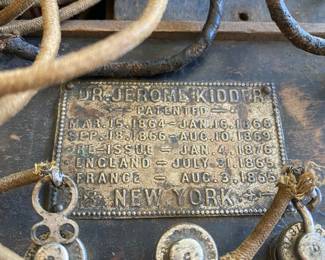 DR. JEROME KIDDER
PATENTED
MAR. 15. 1864 - JAN. 16. 1866
SEP. 18. 1866 - AUG. 10. 1869
RE-ISSUE - JAN. 4. 1876
ENGLAND - JULY 31. 1865
FRANCE - AUG. 3. 1865
NEW YORK